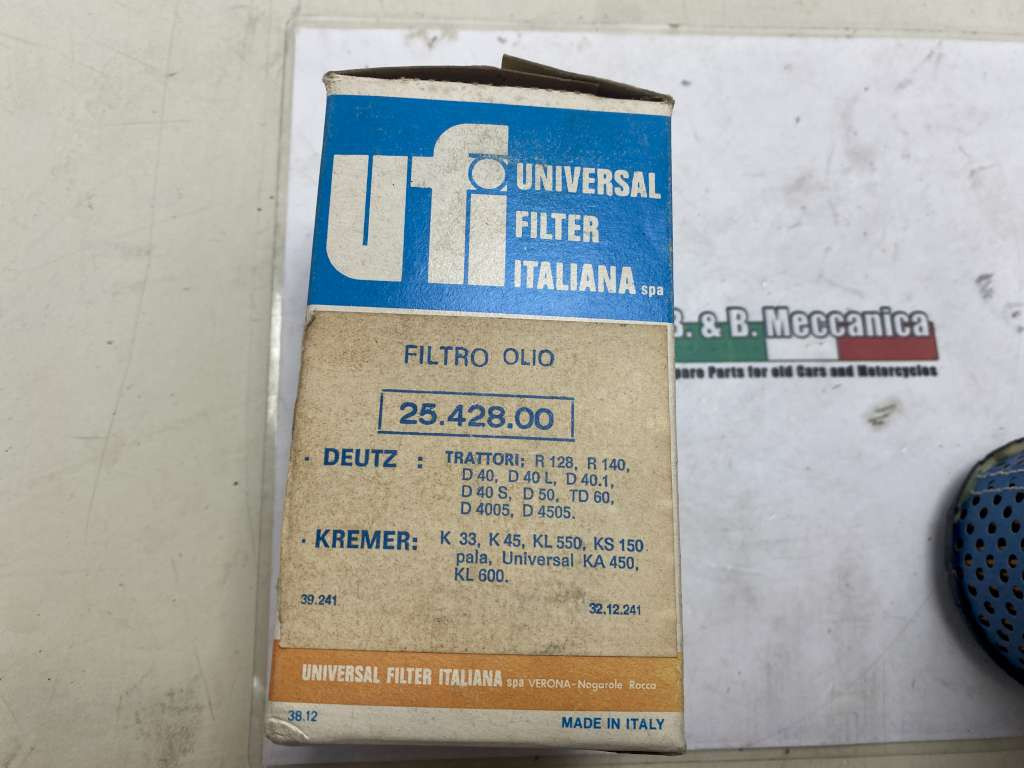 ufi
UNIVERSAL
FILTER
ITALIANA spa
FILTRO OLIO
25.428.00
. DEUTZ : TRATTORI; R 128, R 140,
D 40, D 40 L, D 40.1,
D 40 S, D 50, TD 60,
D 4005, D 4505.
. KREMER: K 33, K 45, KL 550, KS 150
pala, Universal KA 450,
KL 600.
39.241 32.12.241
UNIVERSAL FILTER ITALIANA spa VERONA-Nogarole Rocca
38.12 MADE IN ITALY
B. & B. Meccanica
Parts for old Cars and Motorcycles